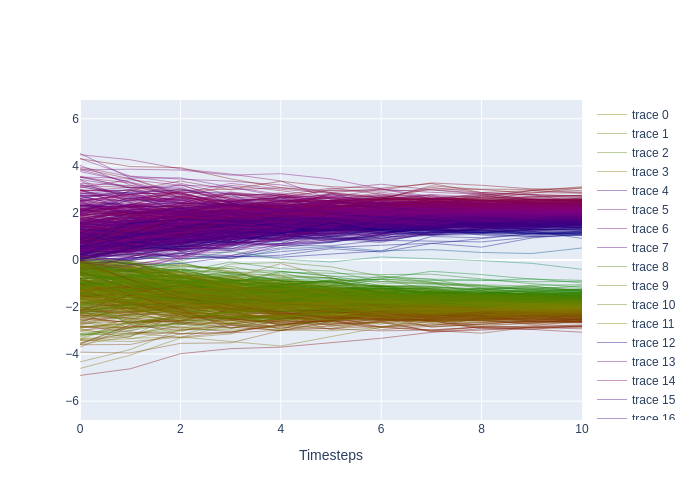 6
4
2
0
−2
−4
−6
0 2 4 6 8 10
Timesteps
trace 0
trace 1
trace 2
trace 3
trace 4
trace 5
trace 6
trace 7
trace 8
trace 9
trace 10
trace 11
trace 12
trace 13
trace 14
trace 15
trace 16